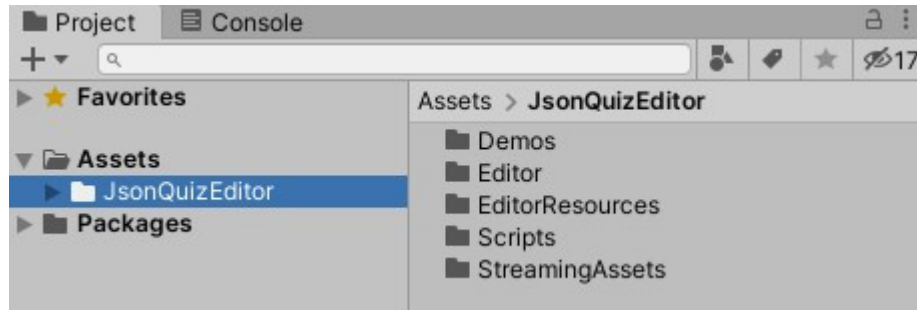 Project Console
17
Favorites
Assets
JsonQuizEditor
Packages
Assets > JsonQuizEditor
Demos
Editor
EditorResources
Scripts
StreamingAssets